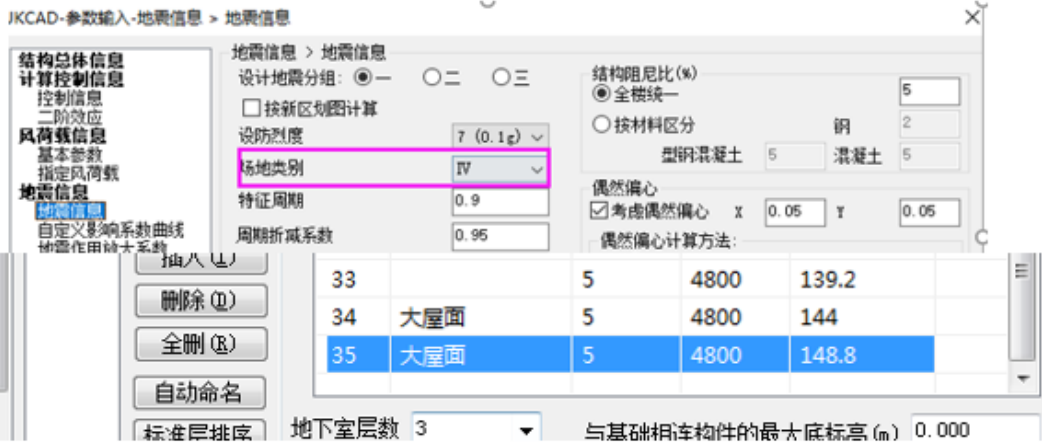 JKCAD-参数输入-地震信息 > 地震信息
结构总体信息
计算控制信息
控制信息
二阶效应
风荷载信息
基本参数
指定风荷载
地震信息
地震信息
自定义影响系数曲线
地震作用放大系数
地震信息 > 地震信息
设计地震分组: 一 二 三
按新区划图计算
设防烈度 7 (0.1g)
场地类别 IV
特征周期 0.9
周期折减系数 0.95
结构阻尼比(%)
全楼统一 5
按材料区分 钢 2
型钢混凝土 5 混凝土 5
偶然偏心
考虑偶然偏心 X 0.05 Y 0.05
偶然偏心计算方法:
插入(I)
删除(D)
全删(R)
自动命名
标准层排序
33 5 4800 139.2
34 大屋面 5 4800 144
35 大屋面 5 4800 148.8
地下室层数 3
与基础相连构件的最大底标高(m) 0.000